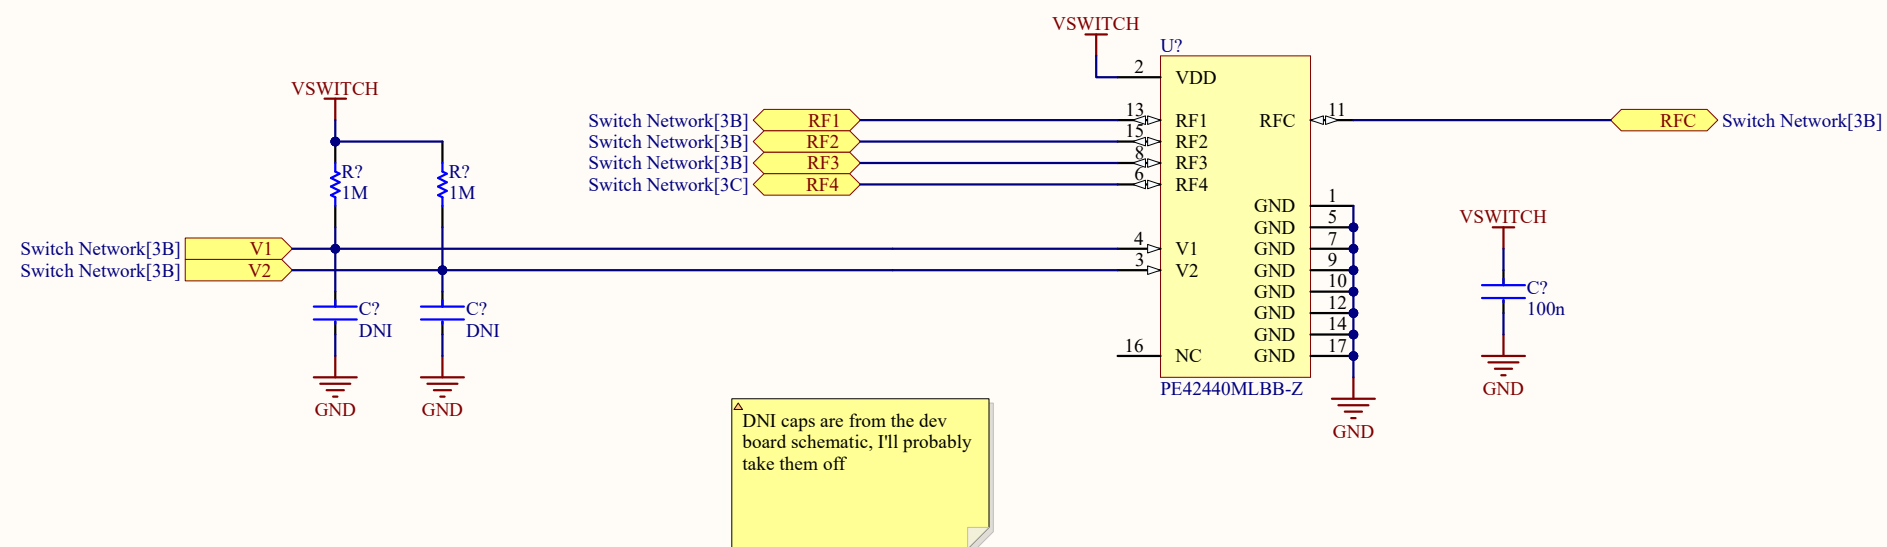 VSWITCH
U?
2 VDD
VSWITCH
Switch Network[3B] RF1 13 RF1 RFC 11 RFC Switch Network[3B]
Switch Network[3B] RF2 15 RF2
Switch Network[3B] RF3 8 RF3
Switch Network[3C] RF4 6 RF4
R?
1M
R?
1M
GND 1
GND 5
GND 7
GND 9
GND 10
GND 12
GND 14
GND 17
VSWITCH
Switch Network[3B] V1 4 V1
Switch Network[3B] V2 3 V2
C?
DNI
C?
DNI
C?
100n
16 NC
PE42440MLBB-Z
GND
GND
GND
GND
DNI caps are from the dev
board schematic, I'll probably
take them off